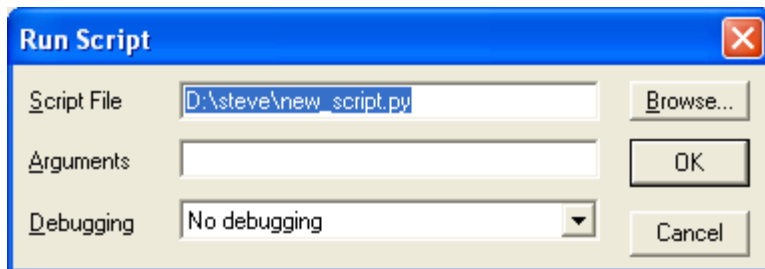 Run Script
Script File D:\steve\new_script.py Browse...
Arguments OK
Debugging No debugging Cancel